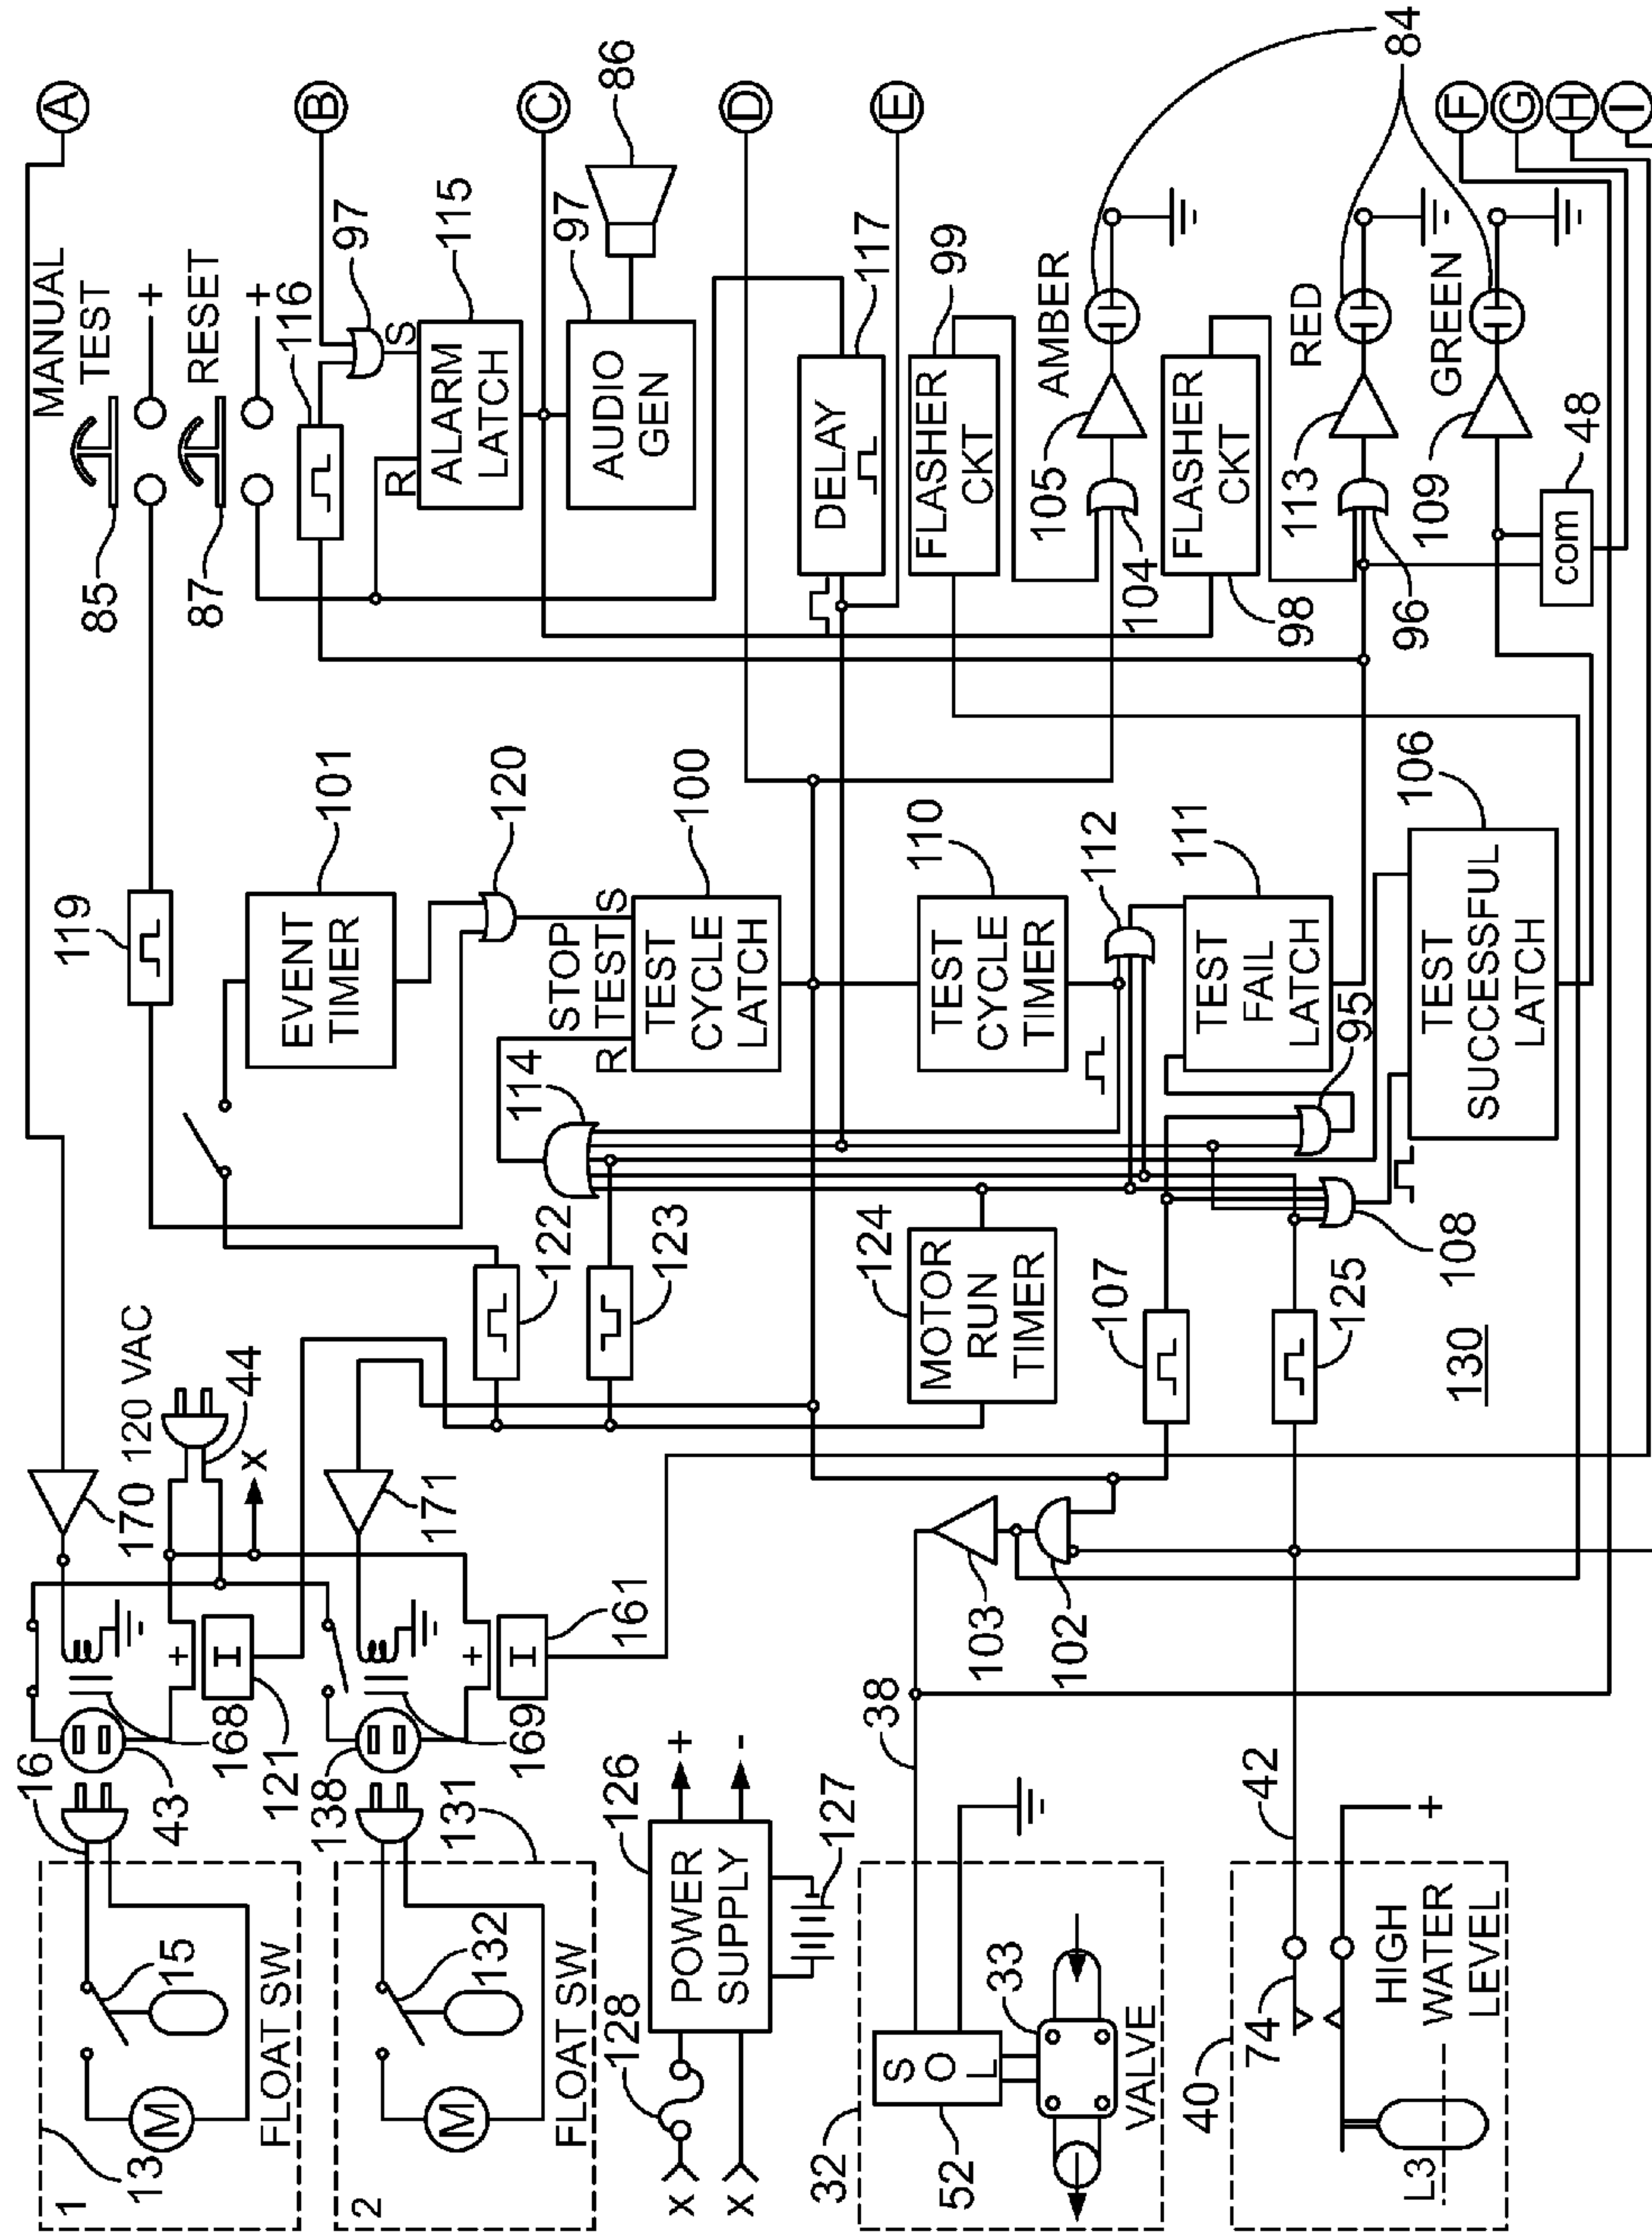 A
MANUAL
TEST
+
85
RESET
+
87
116
B
97
S
R
ALARM
LATCH
115
C
AUDIO
GEN
97
86
D
DELAY
117
E
FLASHER
CKT
99
AMBER
105
104
FLASHER
CKT
98
RED
113
96
GREEN
109
84
com
48
F
G
H
I
119
EVENT
TIMER
101
120
STOP
TEST
S
R
TEST
CYCLE
LATCH
100
114
TEST
CYCLE
TIMER
110
112
TEST
FAIL
LATCH
111
95
TEST
SUCCESSFUL
LATCH
106
122
123
MOTOR
RUN
TIMER
124
107
125
108
130
170
120 VAC
44
X
171
168
+
I
121
169
+
I
161
103
102
16
43
138
131
1
13
M
15
FLOAT SW
2
M
132
FLOAT SW
X
X
128
POWER
SUPPLY
126
+
-
127
32
SOL
52
33
VALVE
38
40
74
42
+
HIGH
WATER
LEVEL
L3